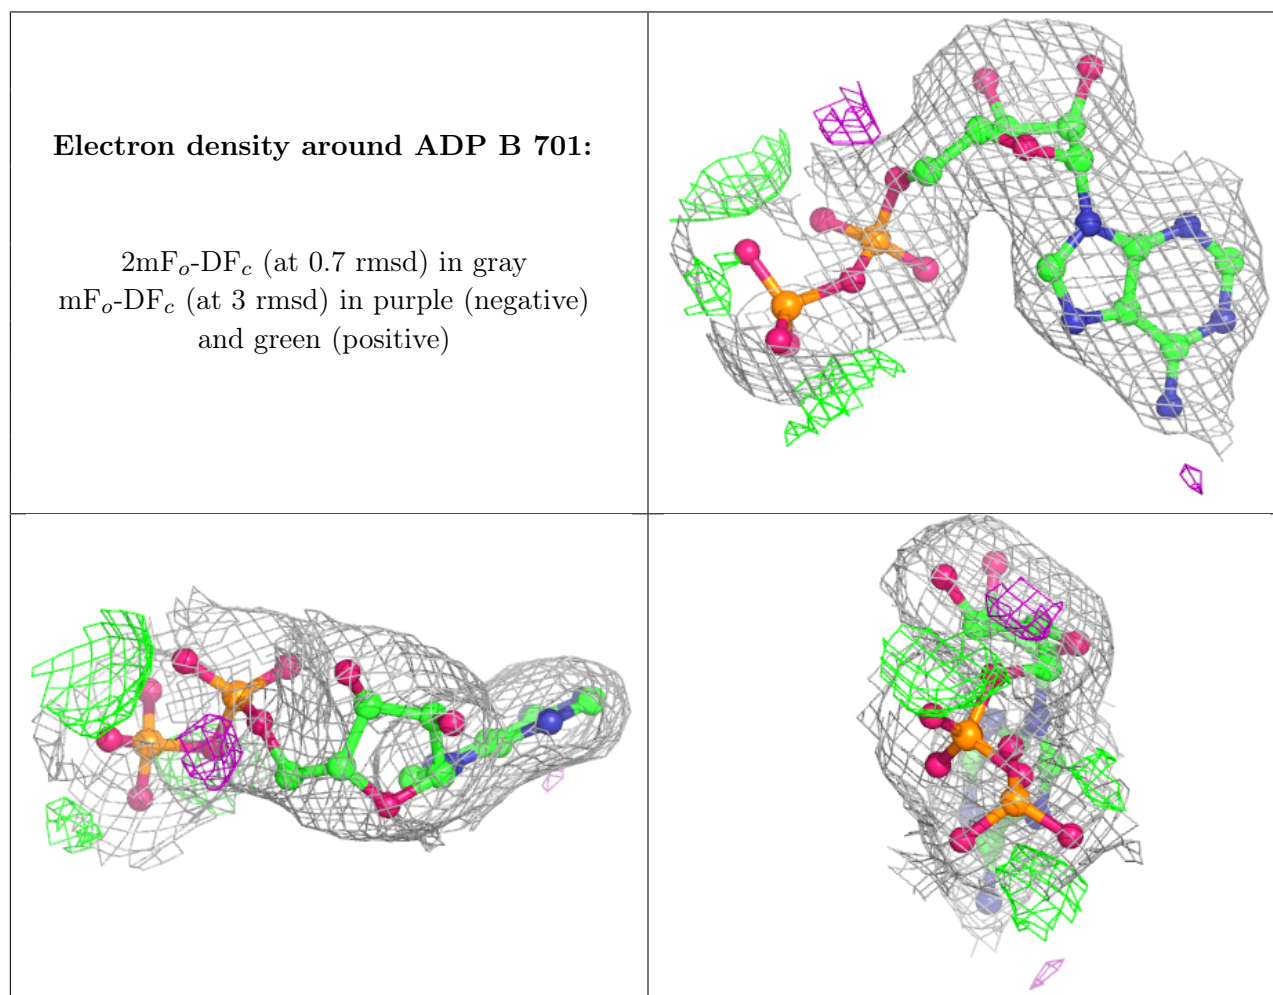 Electron density around ADP B 701:
2mFo-DFc (at 0.7 rmsd) in gray
mFo-DFc (at 3 rmsd) in purple (negative)
and green (positive)